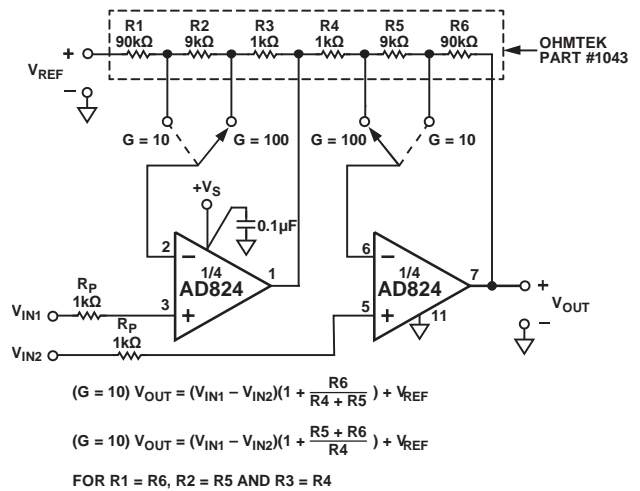 R1 R2 R3 R4 R5 R6
90kΩ 9kΩ 1kΩ 1kΩ 9kΩ 90kΩ
OHMTEK
PART #1043
+
VREF
–
G = 10 G = 100 G = 100 G = 10
+VS
0.1µF
2 – 1/4 AD824 1
3 +
6 – 1/4 AD824 7
5 +
11
RP
1kΩ
VIN1
RP
1kΩ
VIN2
+
VOUT
–
(G = 10) VOUT = (VIN1 – VIN2)(1 + R6/R4 + R5) + VREF
(G = 10) VOUT = (VIN1 – VIN2)(1 + R5 + R6/R4) + VREF
FOR R1 = R6, R2 = R5 AND R3 = R4